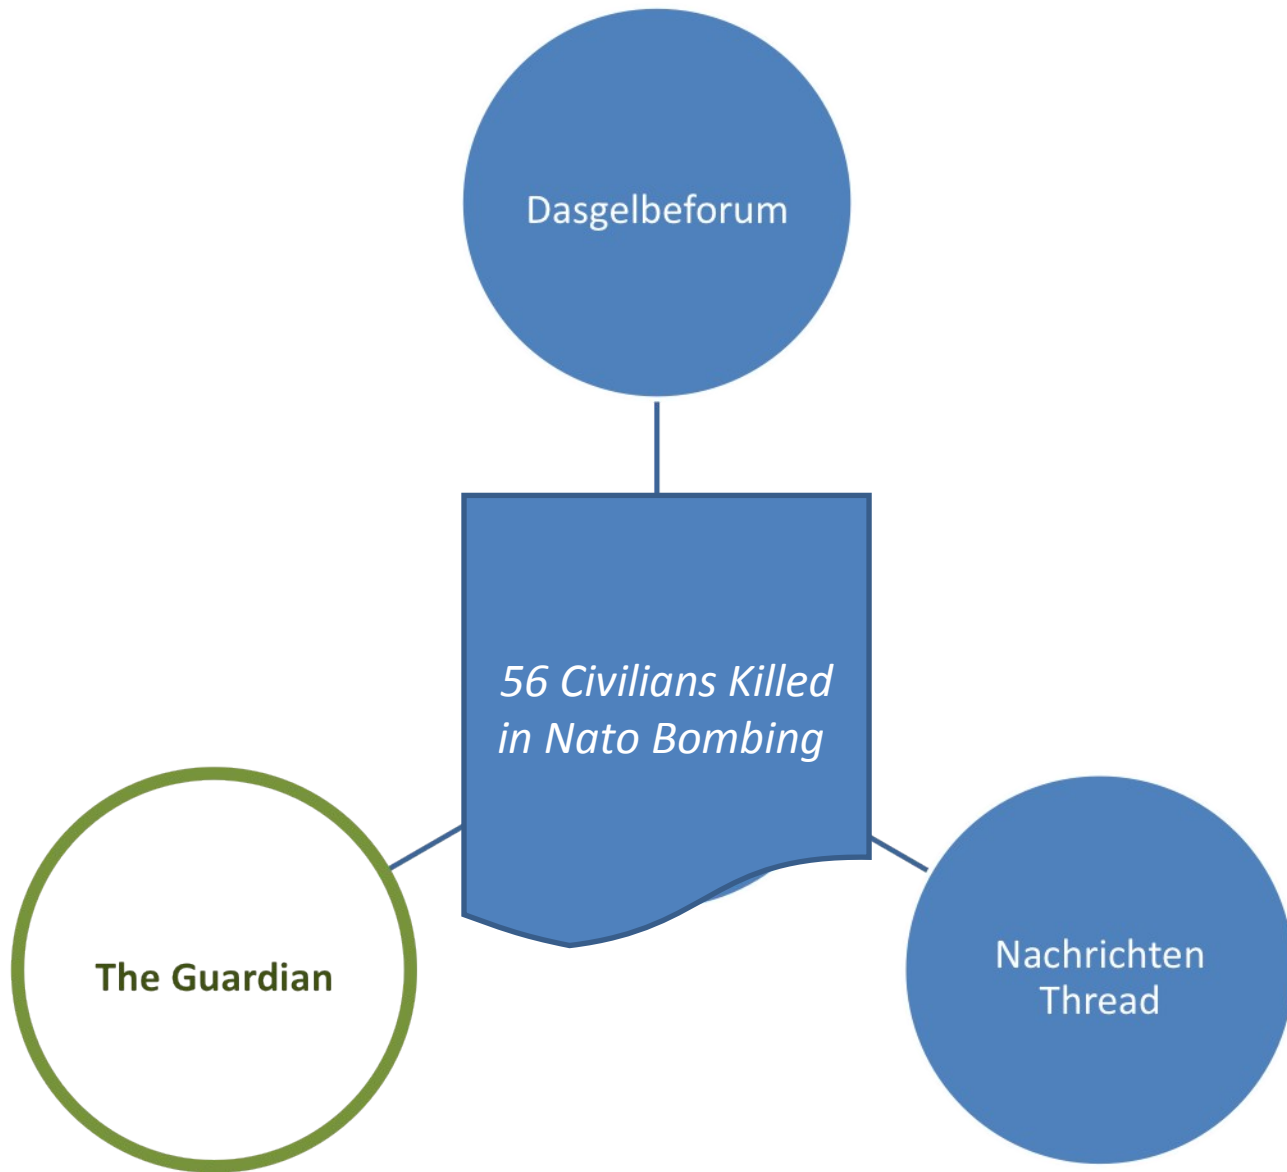 Dasgelbeforum
56 Civilians Killed
in Nato Bombing
The Guardian
Nachrichten
Thread